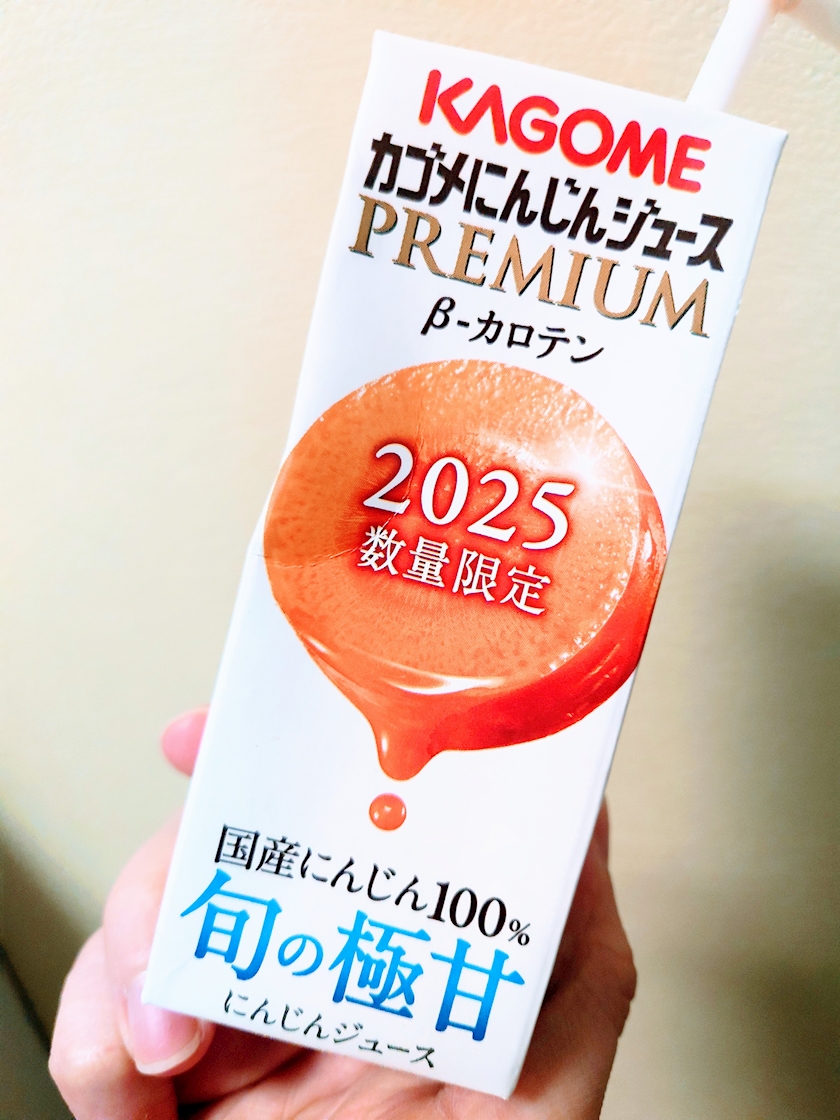 KAGOME
カゴメにんじんジュース
PREMIUM
β-カロテン
2025
数量限定
国産にんじん100%
旬の極甘
にんじんジュース